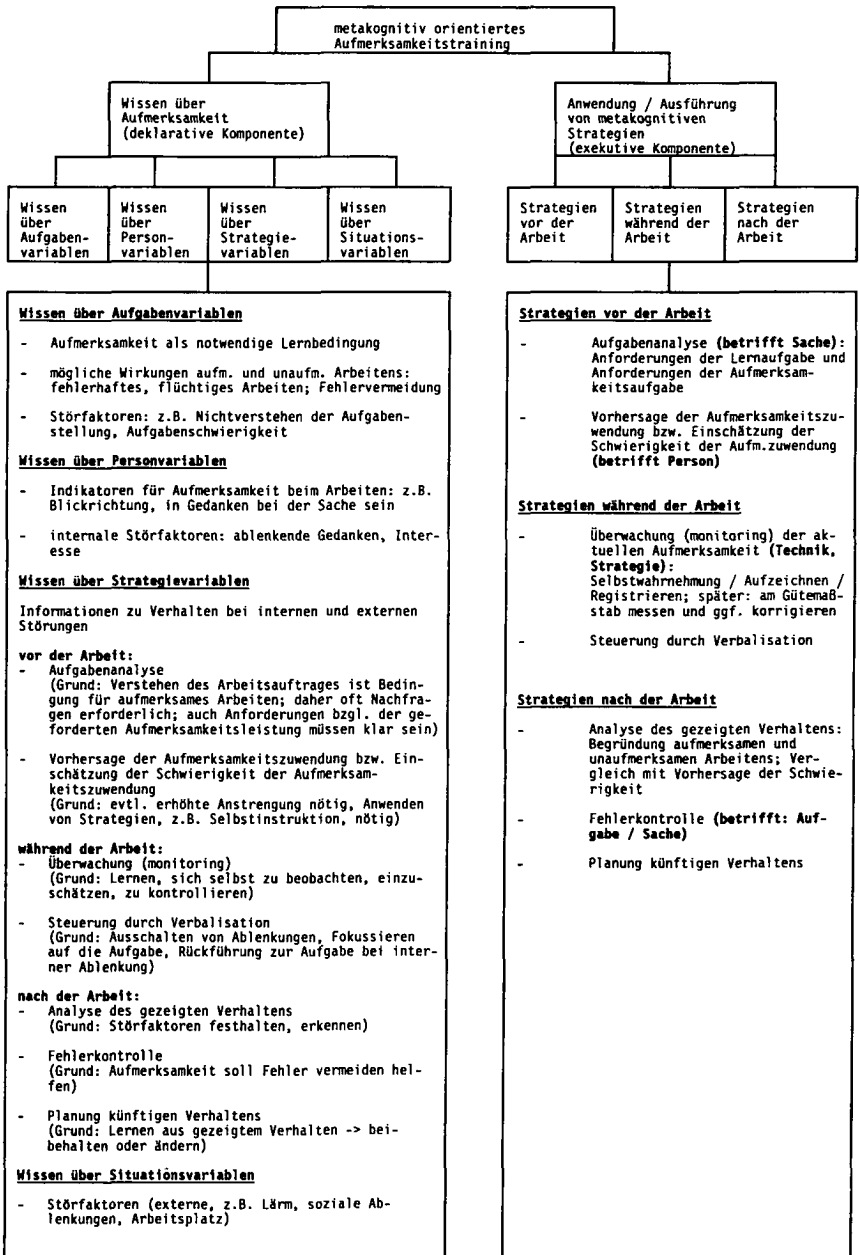 metakognitiv orientiertes
Aufmerksamkeitstraining
Wissen über
Aufmerksamkeit
(deklarative Komponente)
Anwendung / Ausführung
von metakognitiven
Strategien
(exekutive Komponente)
Wissen
über
Aufgaben-
variablen
Wissen
über
Person-
variablen
Wissen
über
Strategie-
variablen
Wissen
über
Situations-
variablen
Strategien
vor der
Arbeit
Strategien
während der
Arbeit
Strategien
nach der
Arbeit
Wissen über Aufgabenvariablen
- Aufmerksamkeit als notwendige Lernbedingung
- mögliche Wirkungen aufm. und unaufm. Arbeitens:
fehlerhaftes, flüchtiges Arbeiten; Fehlervermeidung
- Störfaktoren: z.B. Nichtverstehen der Aufgaben-
stellung, Aufgabenschwierigkeit
Wissen über Personvariablen
- Indikatoren für Aufmerksamkeit beim Arbeiten: z.B.
Blickrichtung, in Gedanken bei der Sache sein
- internale Störfaktoren: ablenkende Gedanken, Inter-
esse
Wissen über Strategievariablen
Informationen zu Verhalten bei internen und externen
Störungen
vor der Arbeit:
- Aufgabenanalyse
(Grund: Verstehen des Arbeitsauftrages ist Bedin-
gung für aufmerksames Arbeiten; daher oft Nachfra-
gen erforderlich; auch Anforderungen bzgl. der ge-
forderten Aufmerksamkeitsleistung müssen klar sein)
- Vorhersage der Aufmerksamkeitszuwendung bzw. Ein-
schätzung der Schwierigkeit der Aufmerksam-
keitszuwendung
(Grund: evtl. erhöhte Anstrengung nötig, Anwenden
von Strategien, z.B. Selbstinstruktion, nötig)
während der Arbeit:
- Überwachung (monitoring)
(Grund: Lernen, sich selbst zu beobachten, einzu-
schätzen, zu kontrollieren)
- Steuerung durch Verbalisation
(Grund: Ausschalten von Ablenkungen, Fokussieren
auf die Aufgabe, Rückführung zur Aufgabe bei inter-
ner Ablenkung)
nach der Arbeit:
- Analyse des gezeigten Verhaltens
(Grund: Störfaktoren festhalten, erkennen)
- Fehlerkontrolle
(Grund: Aufmerksamkeit soll Fehler vermeiden hel-
fen)
- Planung künftigen Verhaltens
(Grund: Lernen aus gezeigtem Verhalten -> bei-
behalten oder ändern)
Wissen über Situationsvariablen
- Störfaktoren (externe, z.B. Lärm, soziale Ab-
lenkungen, Arbeitsplatz)
Strategien vor der Arbeit
- Aufgabenanalyse (betrifft Sache):
Anforderungen der Lernaufgabe und
Anforderungen der Aufmerksam-
keitsaufgabe
- Vorhersage der Aufmerksamkeitszu-
wendung bzw. Einschätzung der
Schwierigkeit der Aufm.zuwendung
(betrifft Person)
Strategien während der Arbeit
- Überwachung (monitoring) der ak-
tuellen Aufmerksamkeit (Technik,
Strategie):
Selbstwahrnehmung / Aufzeichnen /
Registrieren; später: am Gütemaß-
stab messen und ggf. korrigieren
- Steuerung durch Verbalisation
Strategien nach der Arbeit
- Analyse des gezeigten Verhaltens:
Begründung aufmerksamen und
unaufmerksamen Arbeitens; Ver-
gleich mit Vorhersage der Schwie-
rigkeit
- Fehlerkontrolle (betrifft: Auf-
gabe / Sache)
- Planung künftigen Verhaltens